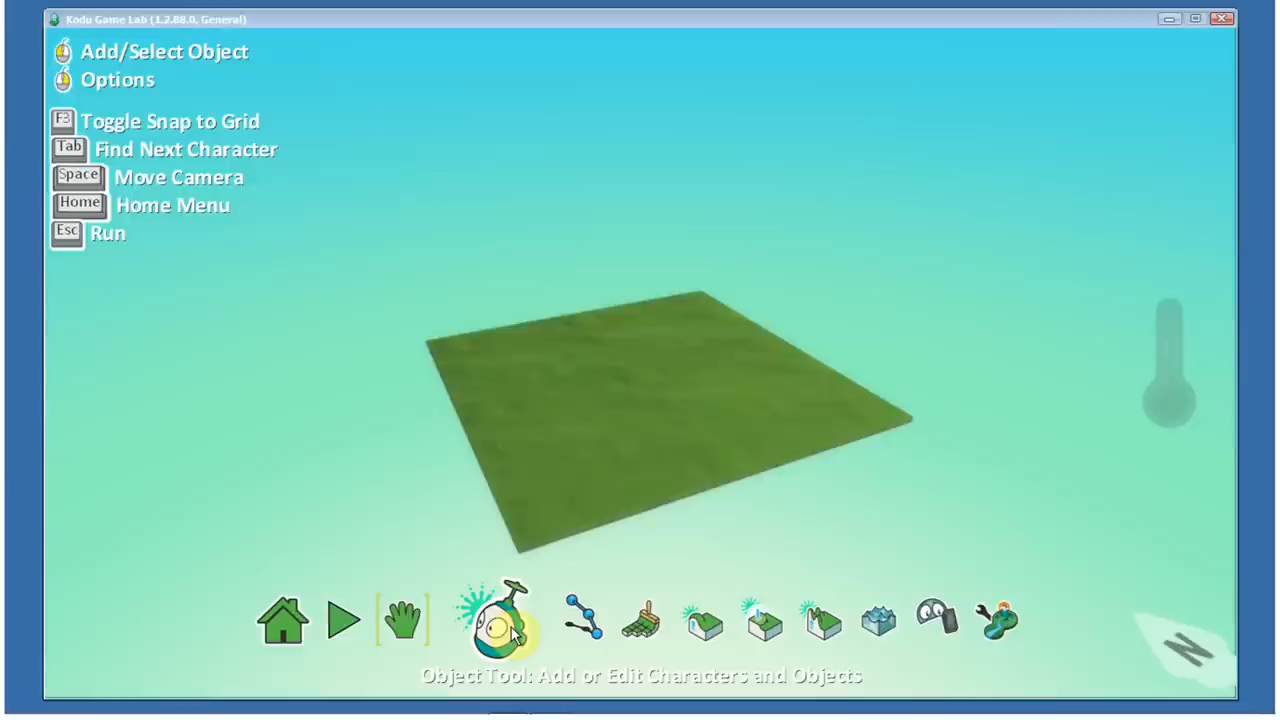 Kodu Game Lab (1.2.88.0, General)
Add/Select Object
Options
F3 Toggle Snap to Grid
Tab Find Next Character
Space Move Camera
Home Home Menu
Esc Run
N
Object Tool: Add or Edit Characters and Objects